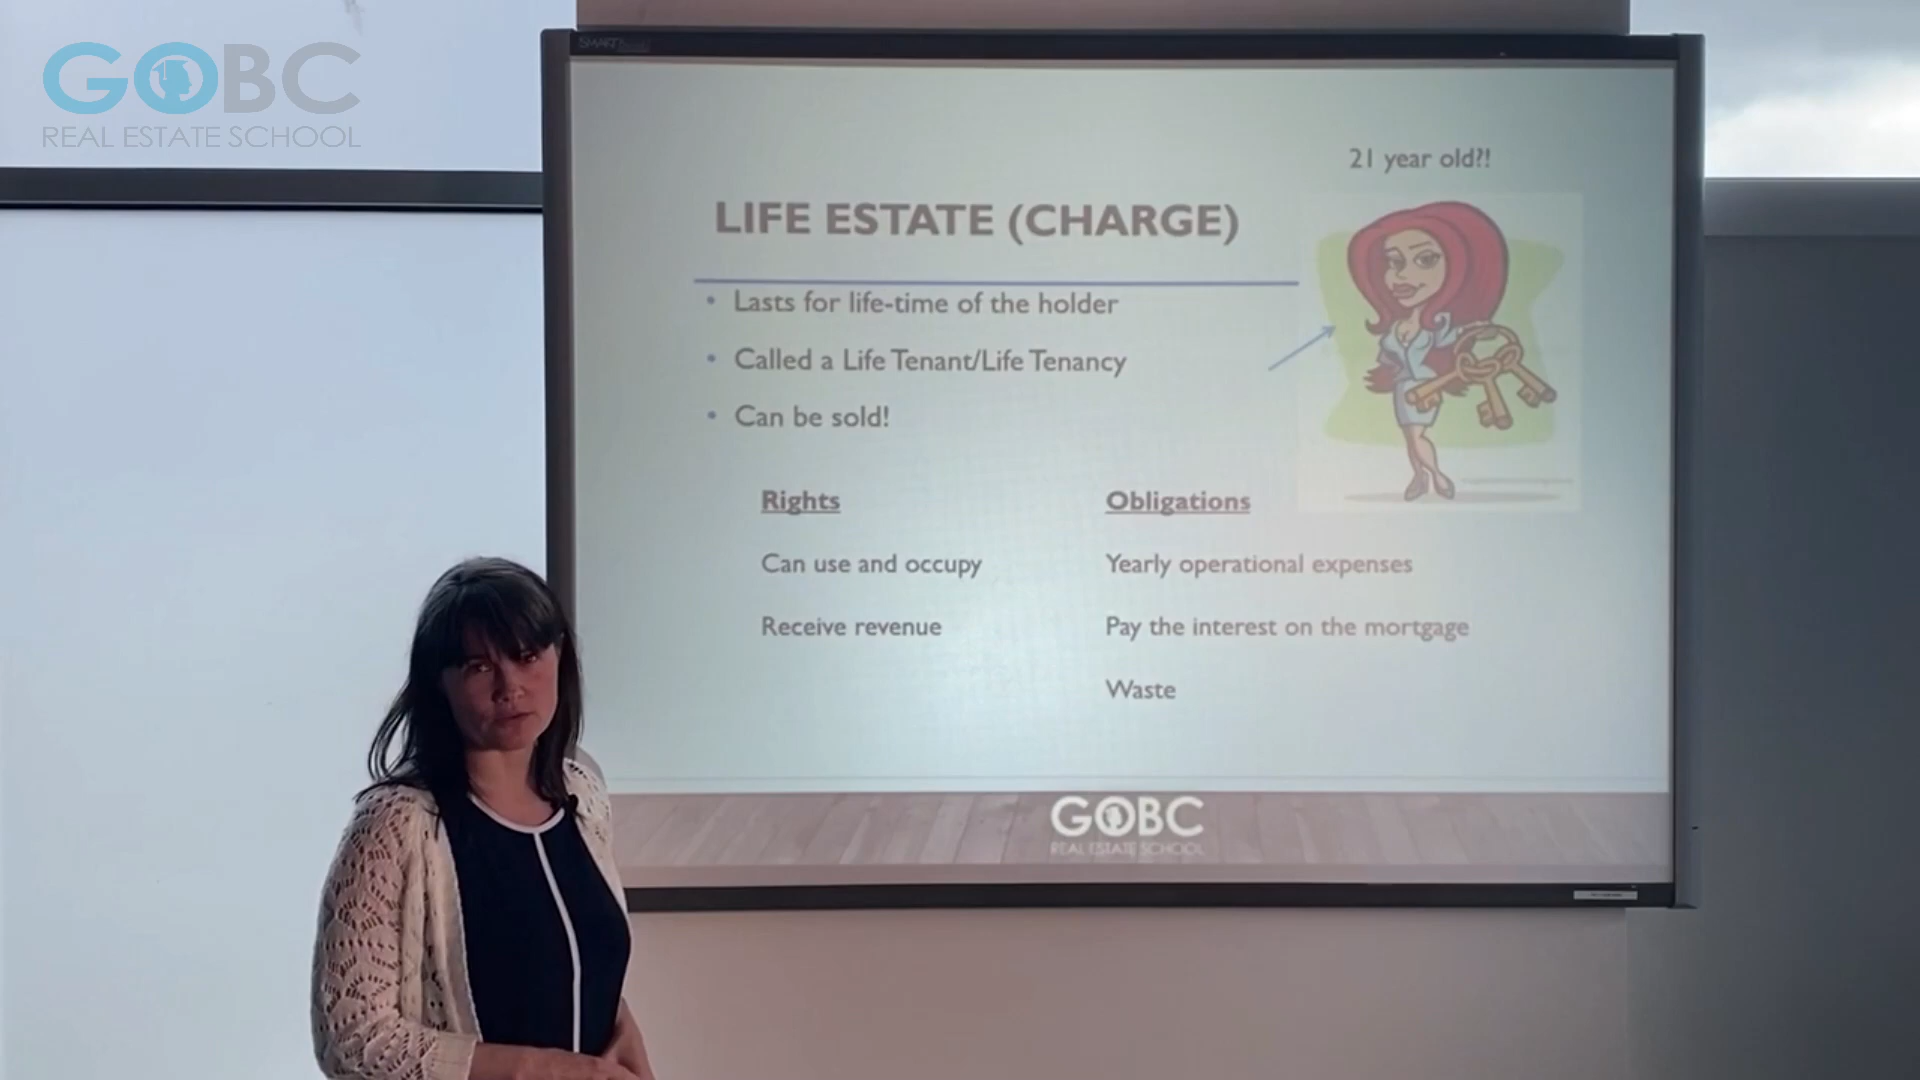 GOBC
REAL ESTATE SCHOOL
SMART
21 year old?!
LIFE ESTATE (CHARGE)
• Lasts for life-time of the holder
• Called a Life Tenant/Life Tenancy
• Can be sold!
Rights
Obligations
Can use and occupy
Yearly operational expenses
Receive revenue
Pay the interest on the mortgage
Waste
GOBC
REAL ESTATE SCHOOL